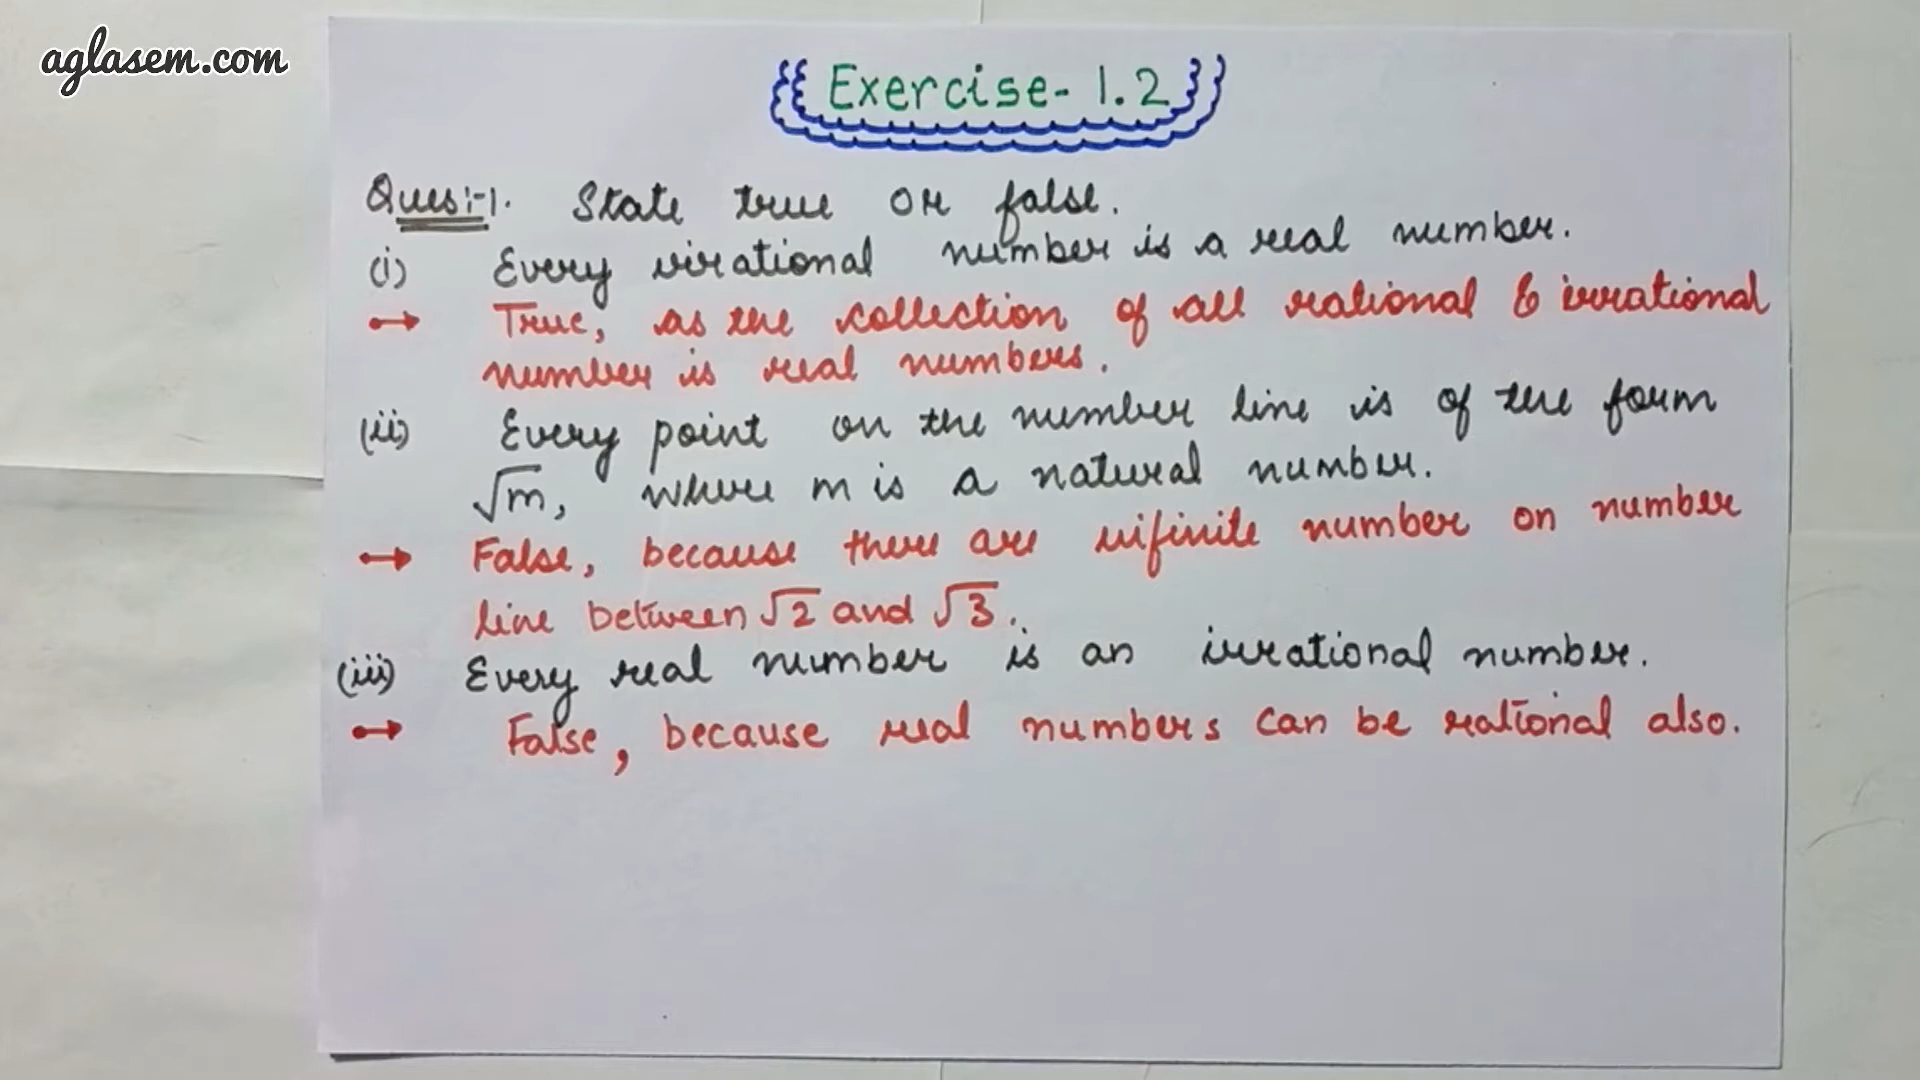 aglasem.com
Exercise-1.2
Ques:-1. State true or false.
(i) Every irrational number is a real number.
True, as the collection of all rational & irrational
number is real numbers.
(ii) Every point on the number line is of the form
√m, where m is a natural number.
False, because there are infinite number on number
line between √2 and √3.
(iii) Every real number is an irrational number.
False, because real numbers can be rational also.